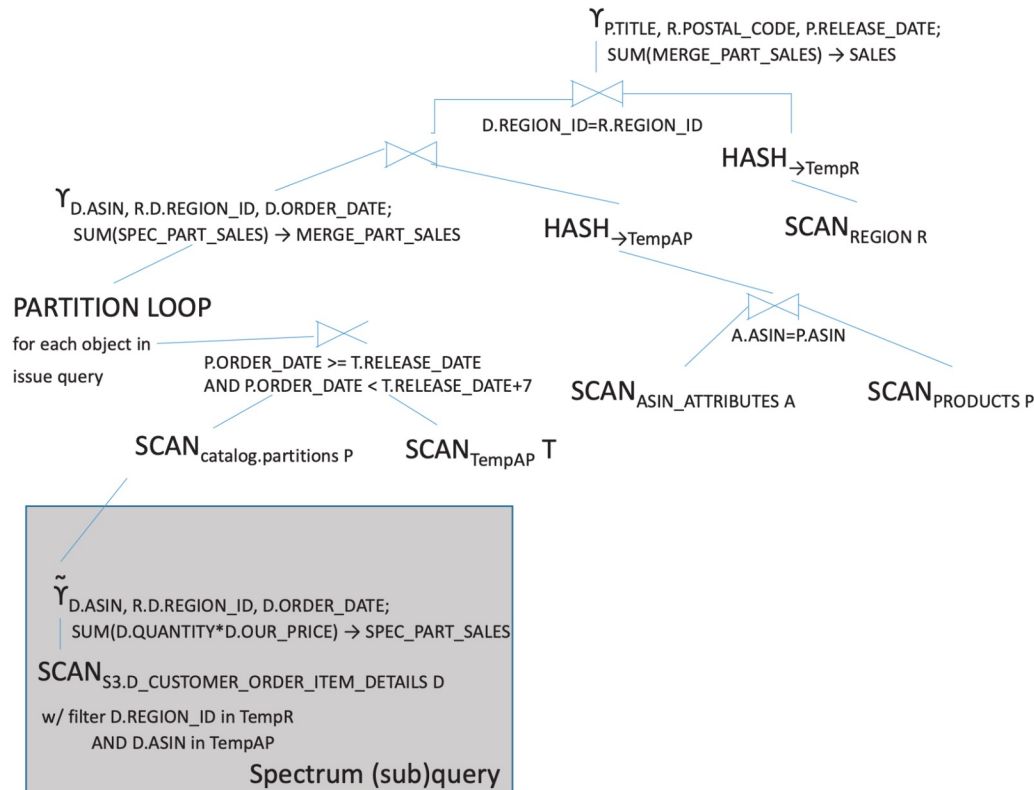 ϒP.TITLE, R.POSTAL_CODE, P.RELEASE_DATE;
SUM(MERGE_PART_SALES) → SALES
D.REGION_ID=R.REGION_ID
HASH→TempR
SCANREGION R
ϒD.ASIN, R.D.REGION_ID, D.ORDER_DATE;
SUM(SPEC_PART_SALES) → MERGE_PART_SALES
HASH→TempAP
PARTITION LOOP
for each object in
issue query
P.ORDER_DATE >= T.RELEASE_DATE
AND P.ORDER_DATE < T.RELEASE_DATE+7
A.ASIN=P.ASIN
SCANASIN_ATTRIBUTES A
SCANPRODUCTS P
SCANcatalog.partitions P
SCANTempAP T
ϒ̃D.ASIN, R.D.REGION_ID, D.ORDER_DATE;
SUM(D.QUANTITY*D.OUR_PRICE) → SPEC_PART_SALES
SCANS3.D_CUSTOMER_ORDER_ITEM_DETAILS D
w/ filter D.REGION_ID in TempR
AND D.ASIN in TempAP
Spectrum (sub)query